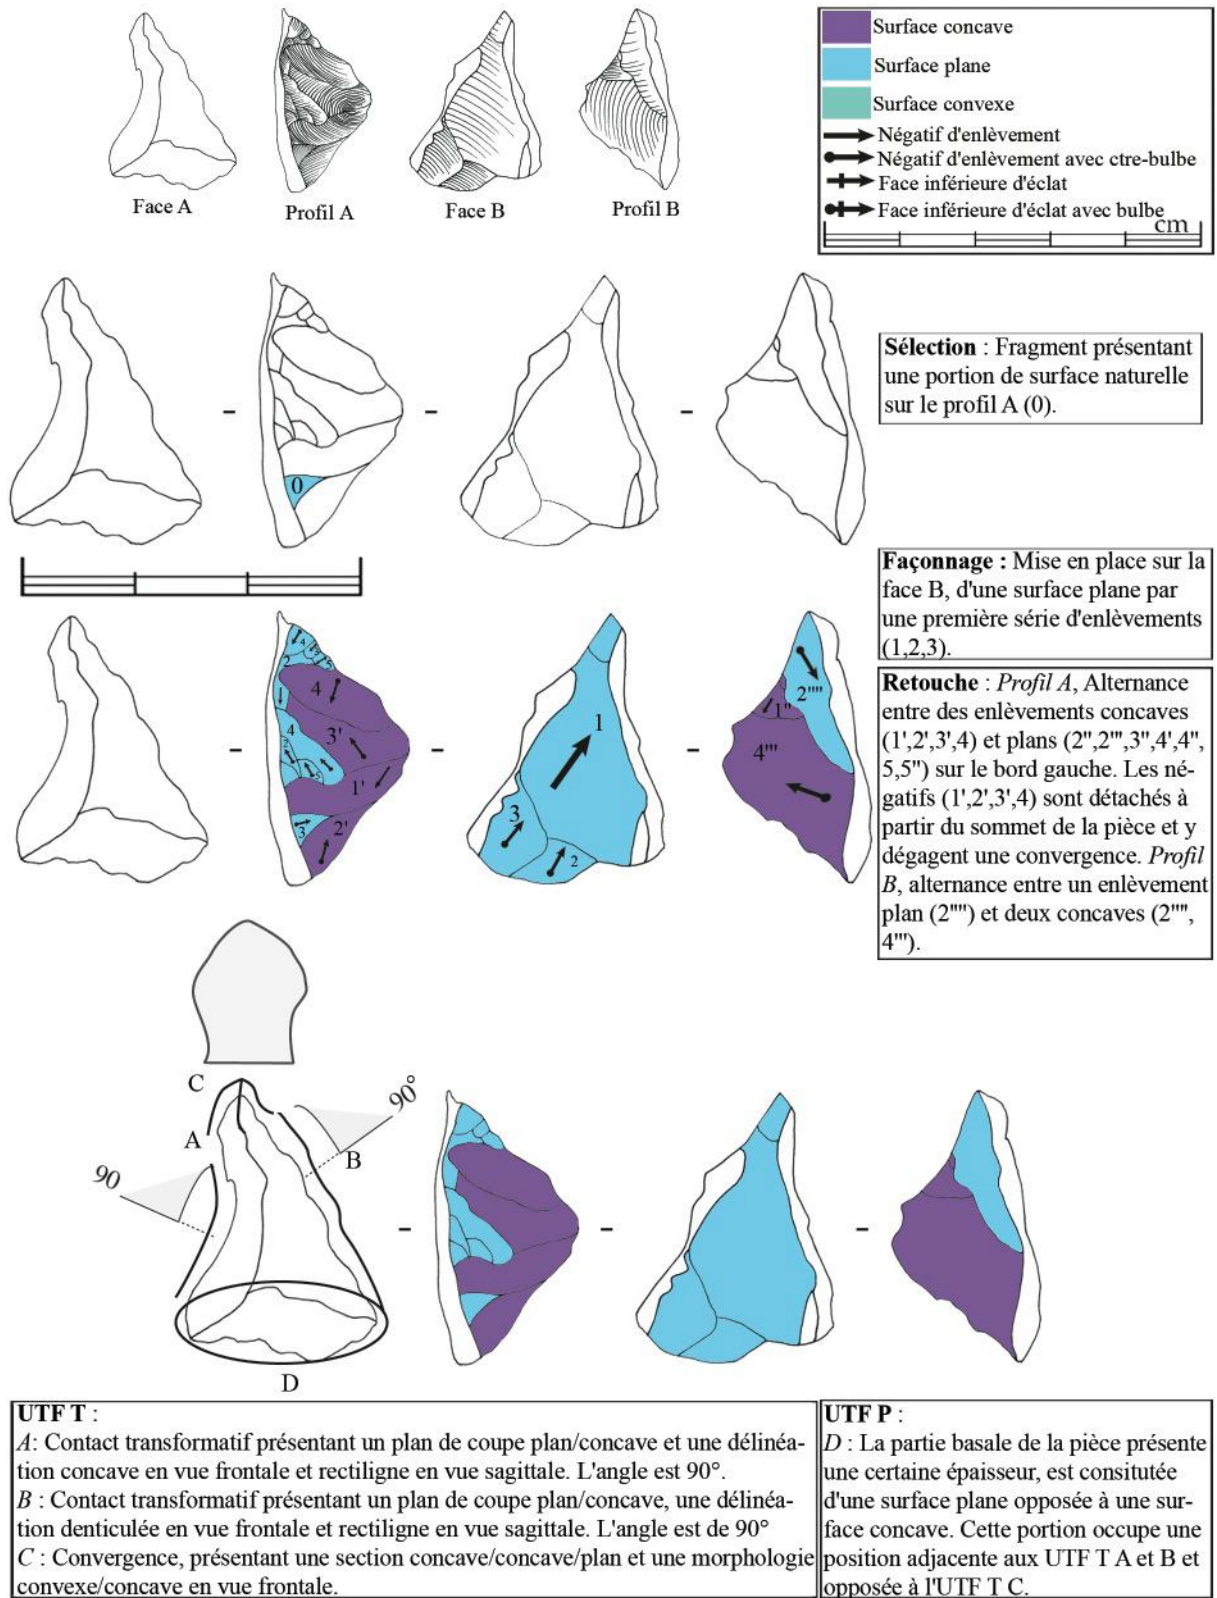 Surface concave
Surface plane
Surface convexe
Négatif d'enlèvement
Négatif d'enlèvement avec ctre-bulbe
Face inférieure d'éclat
Face inférieure d'éclat avec bulbe
cm
Face A
Profil A
Face B
Profil B
Sélection : Fragment présentant
une portion de surface naturelle
sur le profil A (0).
0
Façonnage : Mise en place sur la
face B, d'une surface plane par
une première série d'enlèvements
(1,2,3).
Retouche : Profil A, Alternance
entre des enlèvements concaves
(1',2',3',4) et plans (2",2"',3",4',4",
5,5") sur le bord gauche. Les né-
gatifs (1',2',3',4) sont détachés à
partir du sommet de la pièce et y
dégagent une convergence. Profil
B, alternance entre un enlèvement
plan (2"") et deux concaves (2"",
4"').
4
5
2
4
3'
4
2
5
1'
3
2'
1
3
2
2""
1"
4"'
C
A
90
90°
B
D
UTF T :
A: Contact transformatif présentant un plan de coupe plan/concave et une délinéa-
tion concave en vue frontale et rectiligne en vue sagittale. L'angle est 90°.
B : Contact transformatif présentant un plan de coupe plan/concave, une délinéa-
tion denticulée en vue frontale et rectiligne en vue sagittale. L'angle est de 90°
C : Convergence, présentant une section concave/concave/plan et une morphologie
convexe/concave en vue frontale.
UTF P :
D : La partie basale de la pièce présente
une certaine épaisseur, est consitutée
d'une surface plane opposée à une sur-
face concave. Cette portion occupe une
position adjacente aux UTF T A et B et
opposée à l'UTF T C.